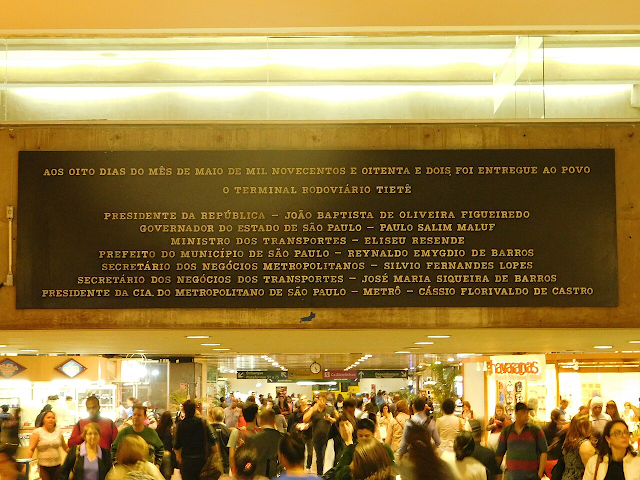 AOS OITO DIAS DO MÊS DE MAIO DE MIL NOVECENTOS E OITENTA E DOIS, FOI ENTREGUE AO POVO
O TERMINAL RODOVIÁRIO TIETÊ
PRESIDENTE DA REPÚBLICA – JOÃO BAPTISTA DE OLIVEIRA FIGUEIREDO
GOVERNADOR DO ESTADO DE SÃO PAULO – PAULO SALIM MALUF
MINISTRO DOS TRANSPORTES – ELISEU RESENDE
PREFEITO DO MUNICÍPIO DE SÃO PAULO – REYNALDO EMYGDIO DE BARROS
SECRETÁRIO DOS NEGÓCIOS METROPOLITANOS – SILVIO FERNANDES LOPES
SECRETÁRIO DOS NEGÓCIOS DOS TRANSPORTES – JOSÉ MARIA SIQUEIRA DE BARROS
PRESIDENTE DA CIA. DO METROPOLITANO DE SÃO PAULO – METRÔ – CÁSSIO FLORIVALDO DE CASTRO
havaianas